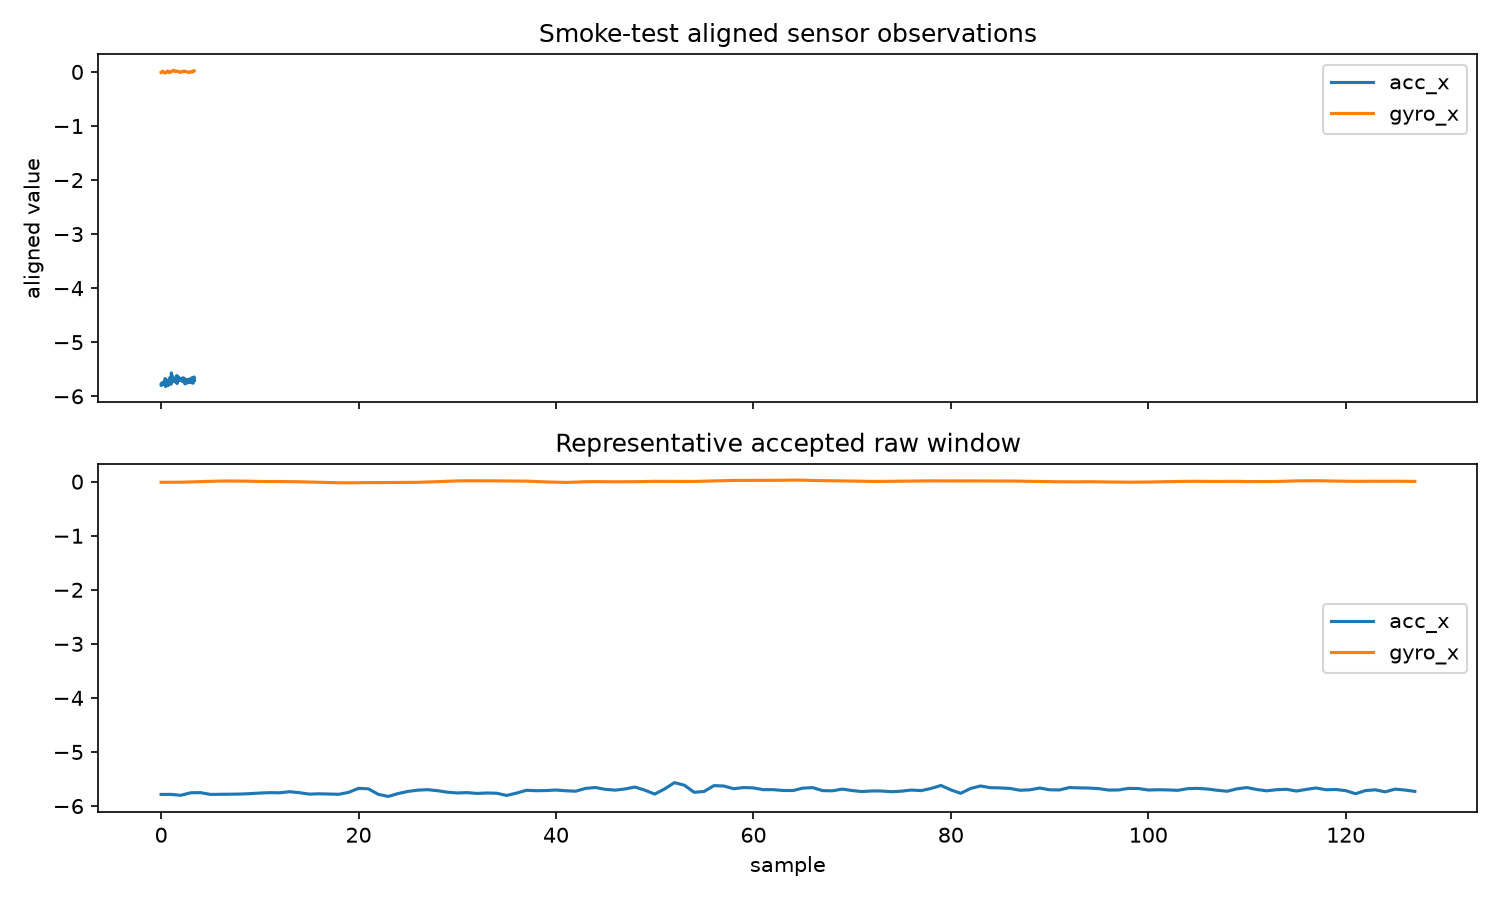 Smoke-test aligned sensor observations
aligned value
0
−1
−2
−3
−4
−5
−6
acc_x
gyro_x
Representative accepted raw window
0
−1
−2
−3
−4
−5
−6
acc_x
gyro_x
0 20 40 60 80 100 120
sample